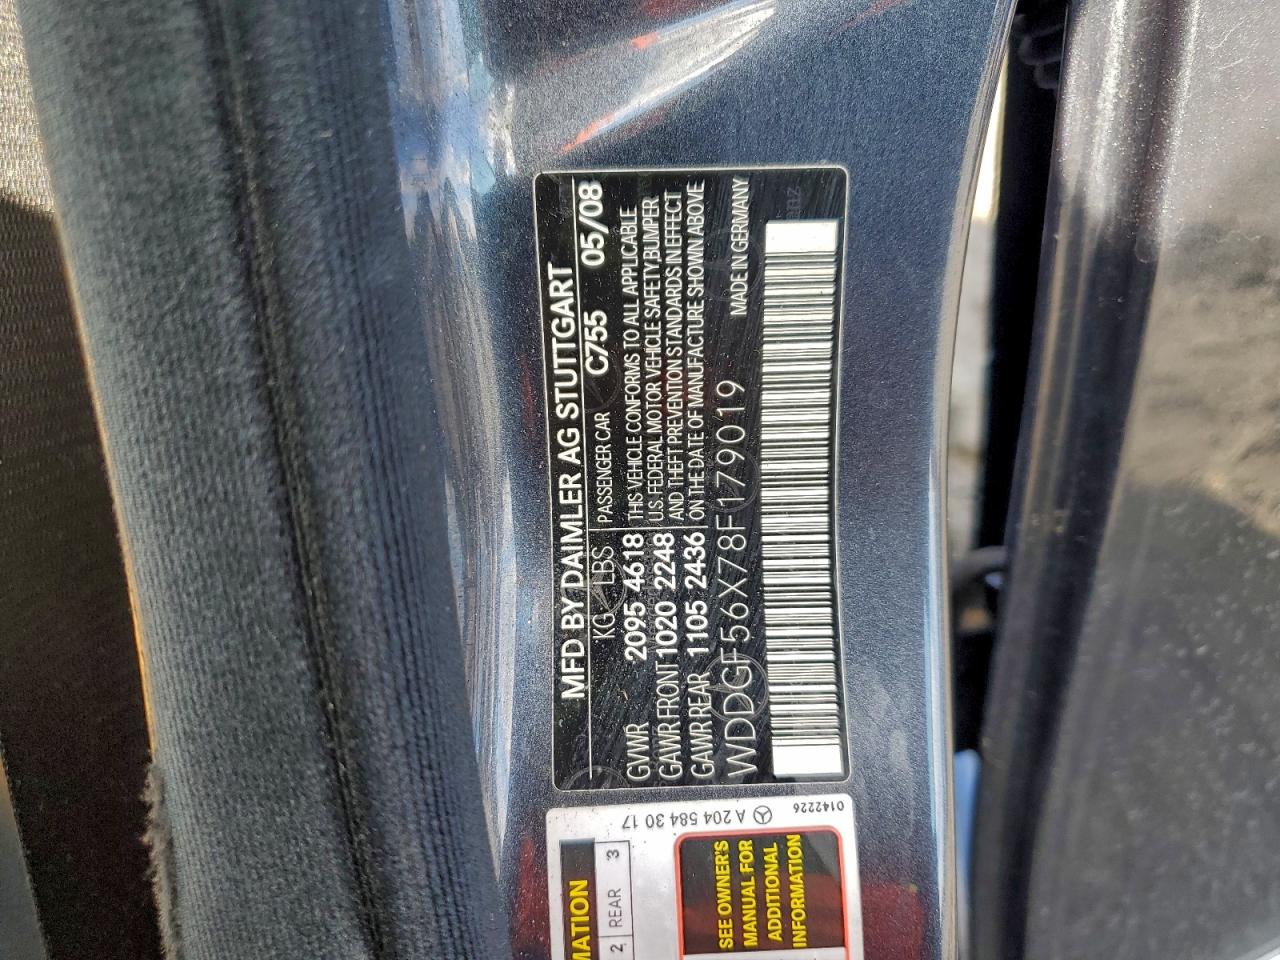 MFD BY DAIMLER AG STUTTGART
KG LBS PASSENGER CAR C755 05/08
GVWR 2095 4618 THIS VEHICLE CONFORMS TO ALL APPLICABLE
GAWR FRONT 1020 2248 U.S. FEDERAL MOTOR VEHICLE SAFETY, BUMPER
GAWR REAR 1105 2436 AND THEFT PREVENTION STANDARDS IN EFFECT
ON THE DATE OF MANUFACTURE SHOWN ABOVE
WDDGF56X78F179019 MADE IN GERMANY
MATION
2 REAR 3
A 204 584 30 17
0142226
SEE OWNER'S
MANUAL FOR
ADDITIONAL
INFORMATION